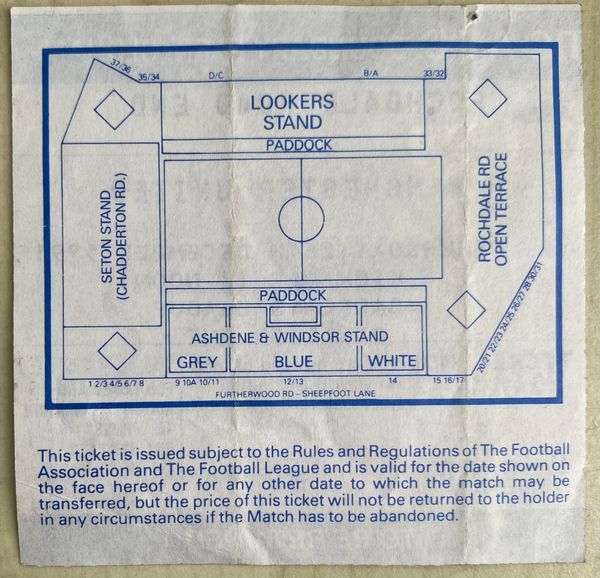 37/36
35/34
D/C
B/A
33/32
LOOKERS
STAND
PADDOCK
SETON STAND
(CHADDERTON RD.)
ROCHDALE RD
OPEN TERRACE
PADDOCK
ASHDENE & WINDSOR STAND
GREY
BLUE
WHITE
20/21 22/23 24/25 26/27 28 30/31
1 2/3 4/5 6/7 8
9 10A 10/11
12/13
14
15 16/17
FURTHERWOOD RD - SHEEPFOOT LANE
This ticket is issued subject to the Rules and Regulations of The Football
Association and The Football League and is valid for the date shown on
the face hereof or for any other date to which the match may be
transferred, but the price of this ticket will not be returned to the holder
in any circumstances if the Match has to be abandoned.